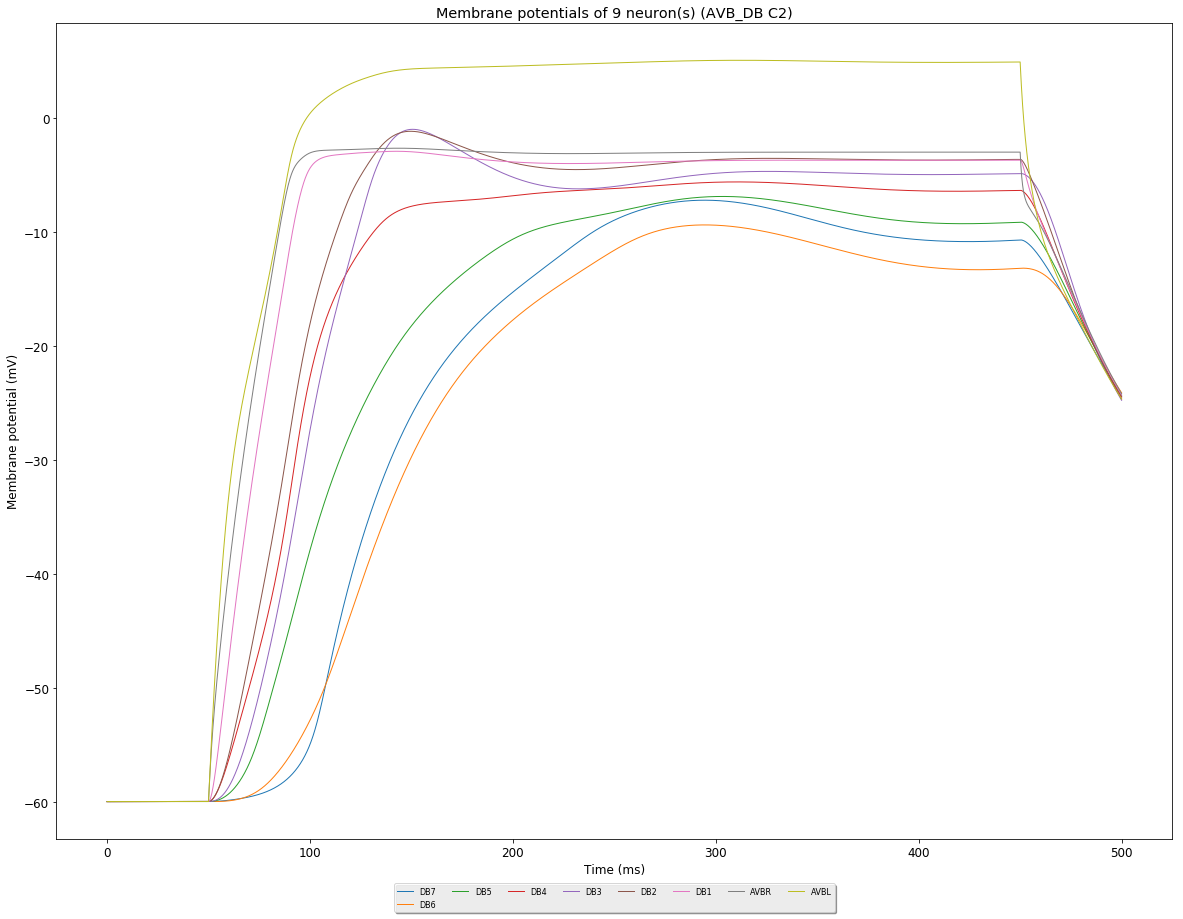 Membrane potentials of 9 neuron(s) (AVB_DB C2)
0
−10
−20
−30
−40
−50
−60
Membrane potential (mV)
0 100 200 300 400 500
Time (ms)
DB7 DB5 DB4 DB3 DB2 DB1 AVBR AVBL
DB6